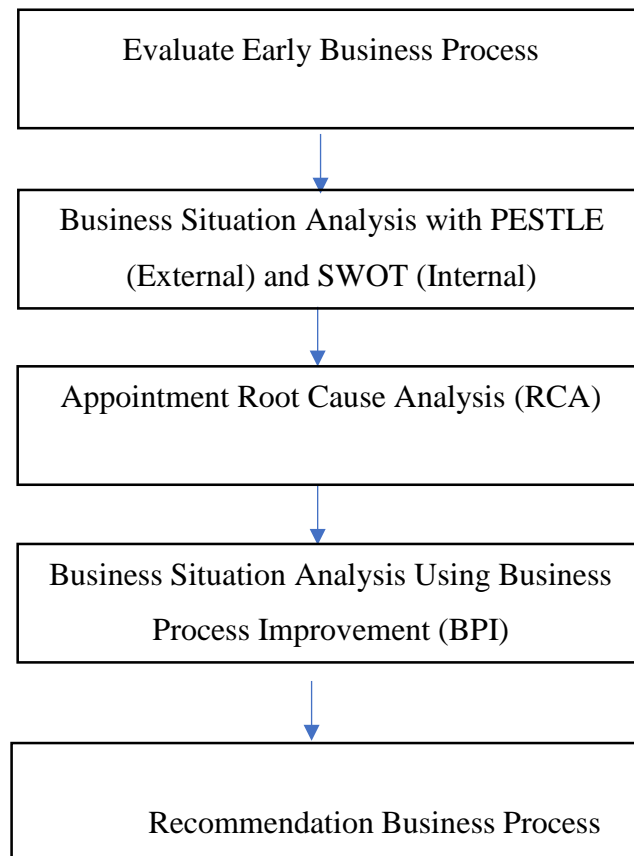 Evaluate Early Business Process
Business Situation Analysis with PESTLE
(External) and SWOT (Internal)
Appointment Root Cause Analysis (RCA)
Business Situation Analysis Using Business
Process Improvement (BPI)
Recommendation Business Process